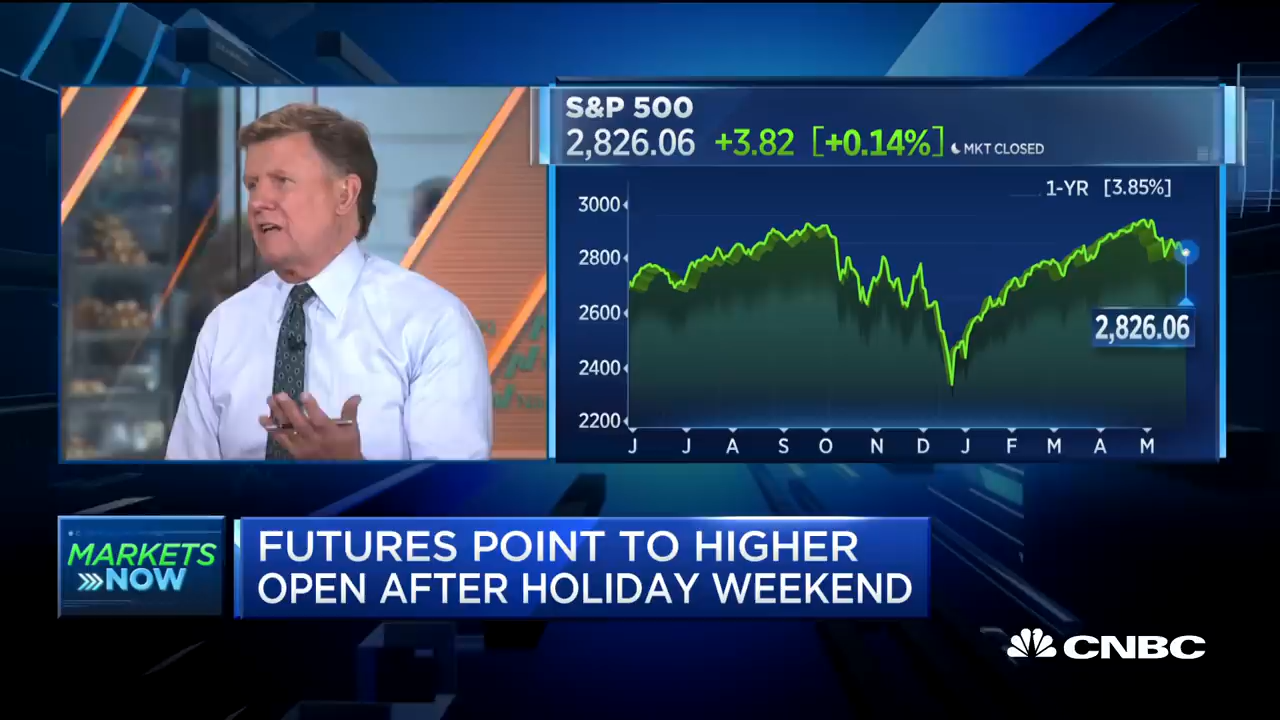 S&P 500
2,826.06 +3.82 [+0.14%] MKT CLOSED
1-YR [3.85%]
3000
2800
2600
2400
2200
2,826.06
J J A S O N D J F M A M
MARKETS
NOW
FUTURES POINT TO HIGHER
OPEN AFTER HOLIDAY WEEKEND
CNBC